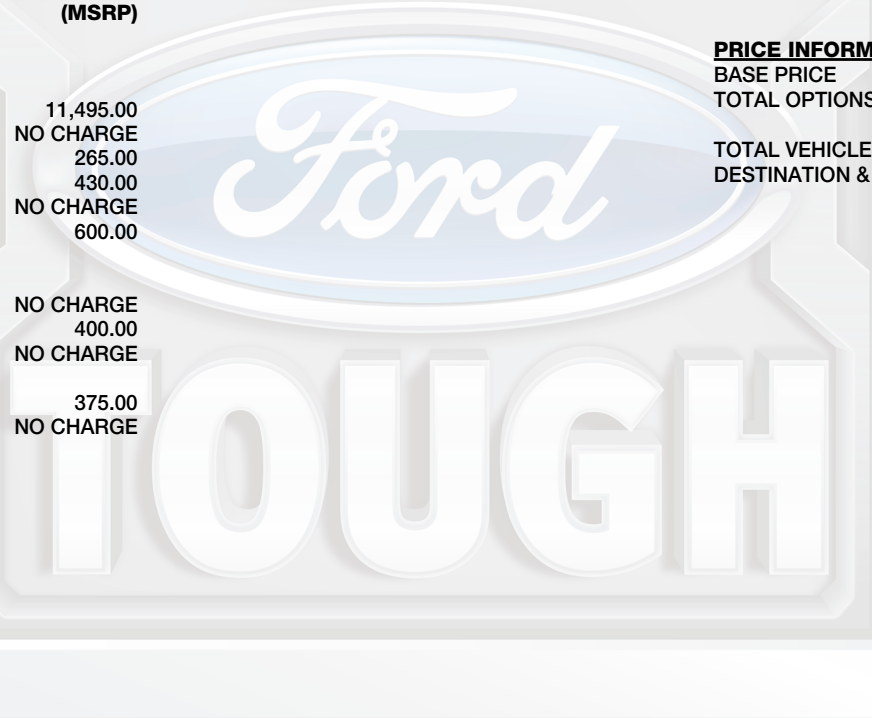 (MSRP)
11,495.00
NO CHARGE
265.00
430.00
NO CHARGE
600.00
NO CHARGE
400.00
NO CHARGE
375.00
NO CHARGE
PRICE INFORM
BASE PRICE
TOTAL OPTIONS
TOTAL VEHICLE
DESTINATION &
Ford
TOUGH